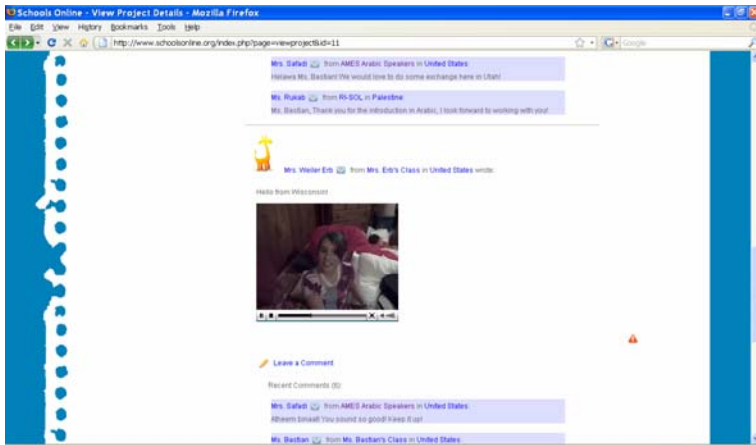 Schools Online - View Project Details - Mozilla Firefox
File Edit View History Bookmarks Tools Help
http://www.schoolsonline.org/index.php?page=viewproject&id=11
Google
Mrs. Safadi from AMES Arabic Speakers in United States:
Helawa Ms. Bastian! We would love to do some exchange here in Utah!
Ms. Rukab from RI-SOL in Palestine:
Ms. Bastian, Thank you for the introduction in Arabic, I look forward to working with you!
Mrs. Weiler Erb from Mrs. Erb's Class in United States wrote:
Hello from Wisconsin!
Leave a Comment
Recent Comments (6):
Mrs. Safadi from AMES Arabic Speakers in United States:
Altheem binaat! You sound so good! Keep it up!
Ms. Bastian from Ms. Bastian's Class in United States: